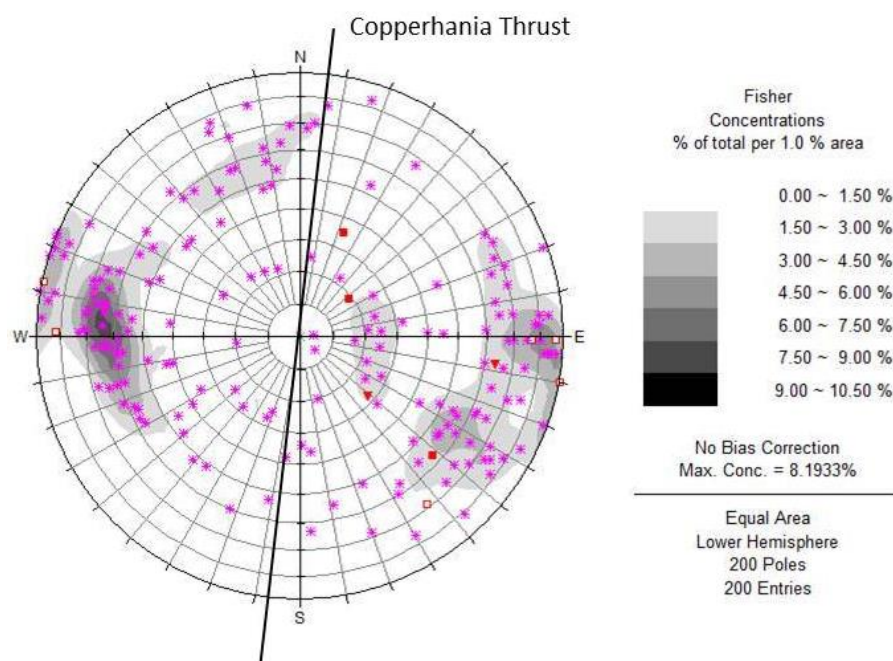 Copperhania Thrust
N
W
E
S
Fisher
Concentrations
% of total per 1.0 % area
0.00 ~ 1.50 %
1.50 ~ 3.00 %
3.00 ~ 4.50 %
4.50 ~ 6.00 %
6.00 ~ 7.50 %
7.50 ~ 9.00 %
9.00 ~ 10.50 %
No Bias Correction
Max. Conc. = 8.1933%
Equal Area
Lower Hemisphere
200 Poles
200 Entries